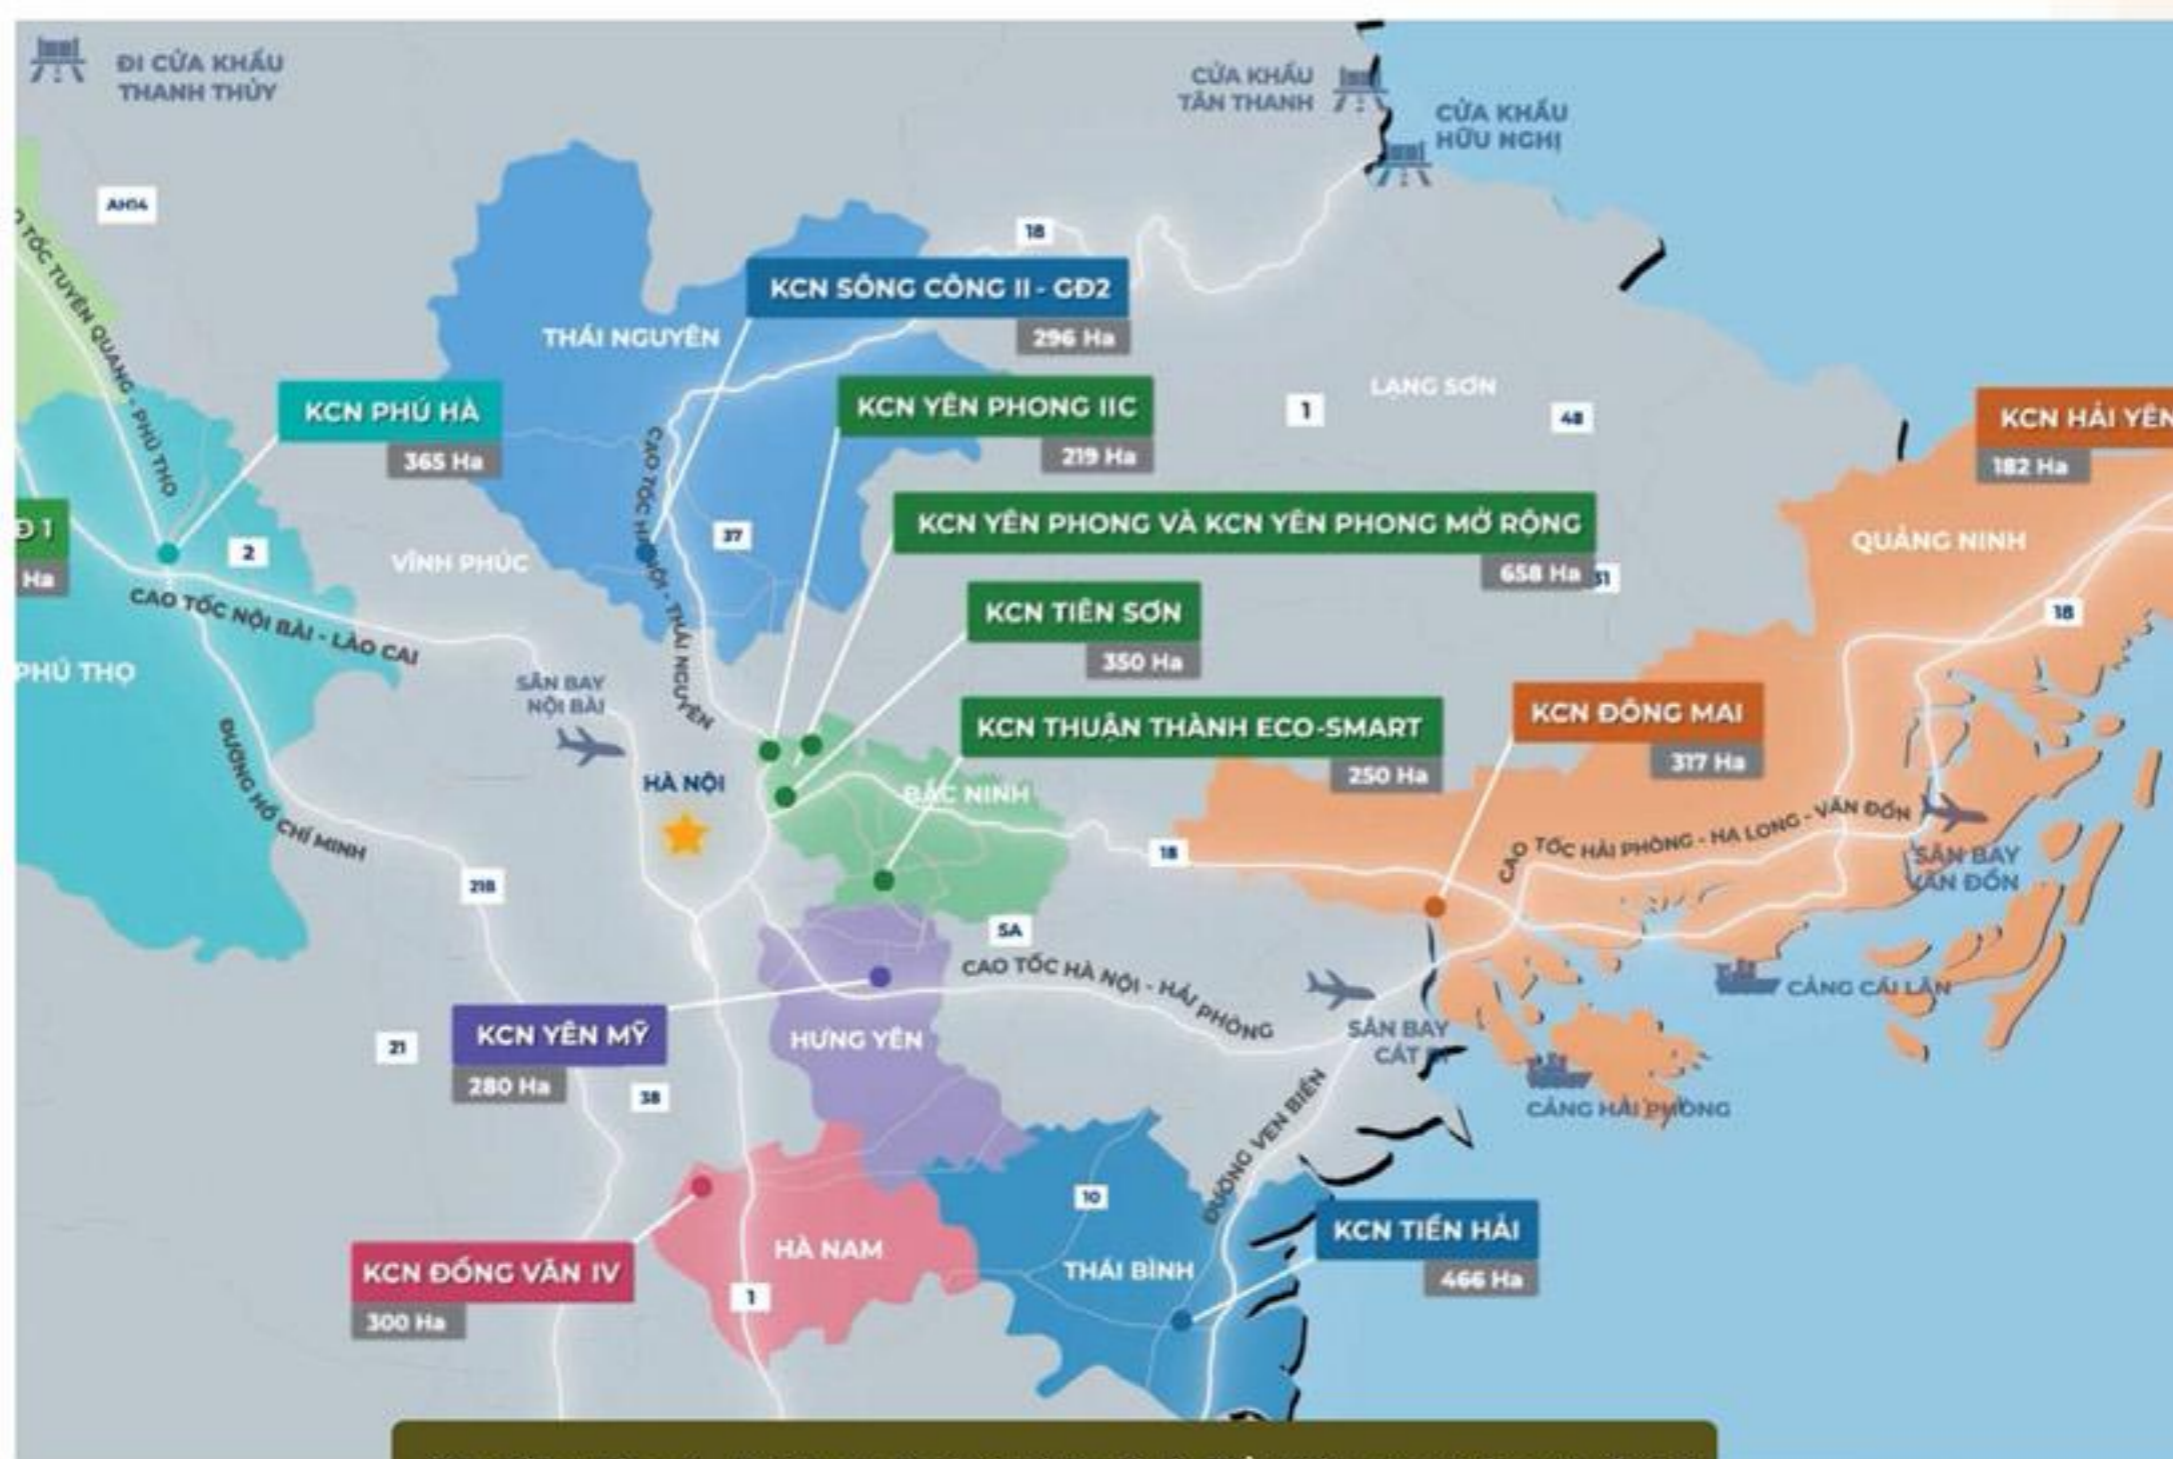 ĐI CỬA KHẨU
THANH THỦY
CỬA KHẨU
TÂN THANH
CỬA KHẨU
HỮU NGHỊ
AH14
TỐC TUYÊN QUANG - PHÚ THỌ
18
KCN SÔNG CÔNG II - GĐ2
296 Ha
THÁI NGUYÊN
KCN PHÚ HÀ
365 Ha
KCN YÊN PHONG IIC
219 Ha
LẠNG SƠN
1
48
KCN HẢI YÊN
182 Ha
Đ 1
Ha
2
VĨNH PHÚC
37
KCN YÊN PHONG VÀ KCN YÊN PHONG MỞ RỘNG
658 Ha
31
QUẢNG NINH
18
CAO TỐC NỘI BÀI - LÀO CAI
CAO TỐC HÀ NỘI - THÁI NGUYÊN
KCN TIÊN SƠN
350 Ha
PHÚ THỌ
SÂN BAY
NỘI BÀI
KCN THUẬN THÀNH ECO-SMART
250 Ha
KCN ĐÔNG MAI
317 Ha
ĐƯỜNG HỒ CHÍ MINH
HÀ NỘI
BẮC NINH
18
CAO TỐC HẢI PHÒNG - HẠ LONG - VÂN ĐỒN
SÂN BAY
VÂN ĐỒN
21B
5A
CAO TỐC HÀ NỘI - HẢI PHÒNG
CẢNG CÁI LÂN
KCN YÊN MỸ
280 Ha
21
38
HƯNG YÊN
SÂN BAY
CÁT BI
CẢNG HẢI PHÒNG
ĐƯỜNG VEN BIỂN
10
KCN TIỀN HẢI
466 Ha
HÀ NAM
THÁI BÌNH
KCN ĐỒNG VĂN IV
300 Ha
1